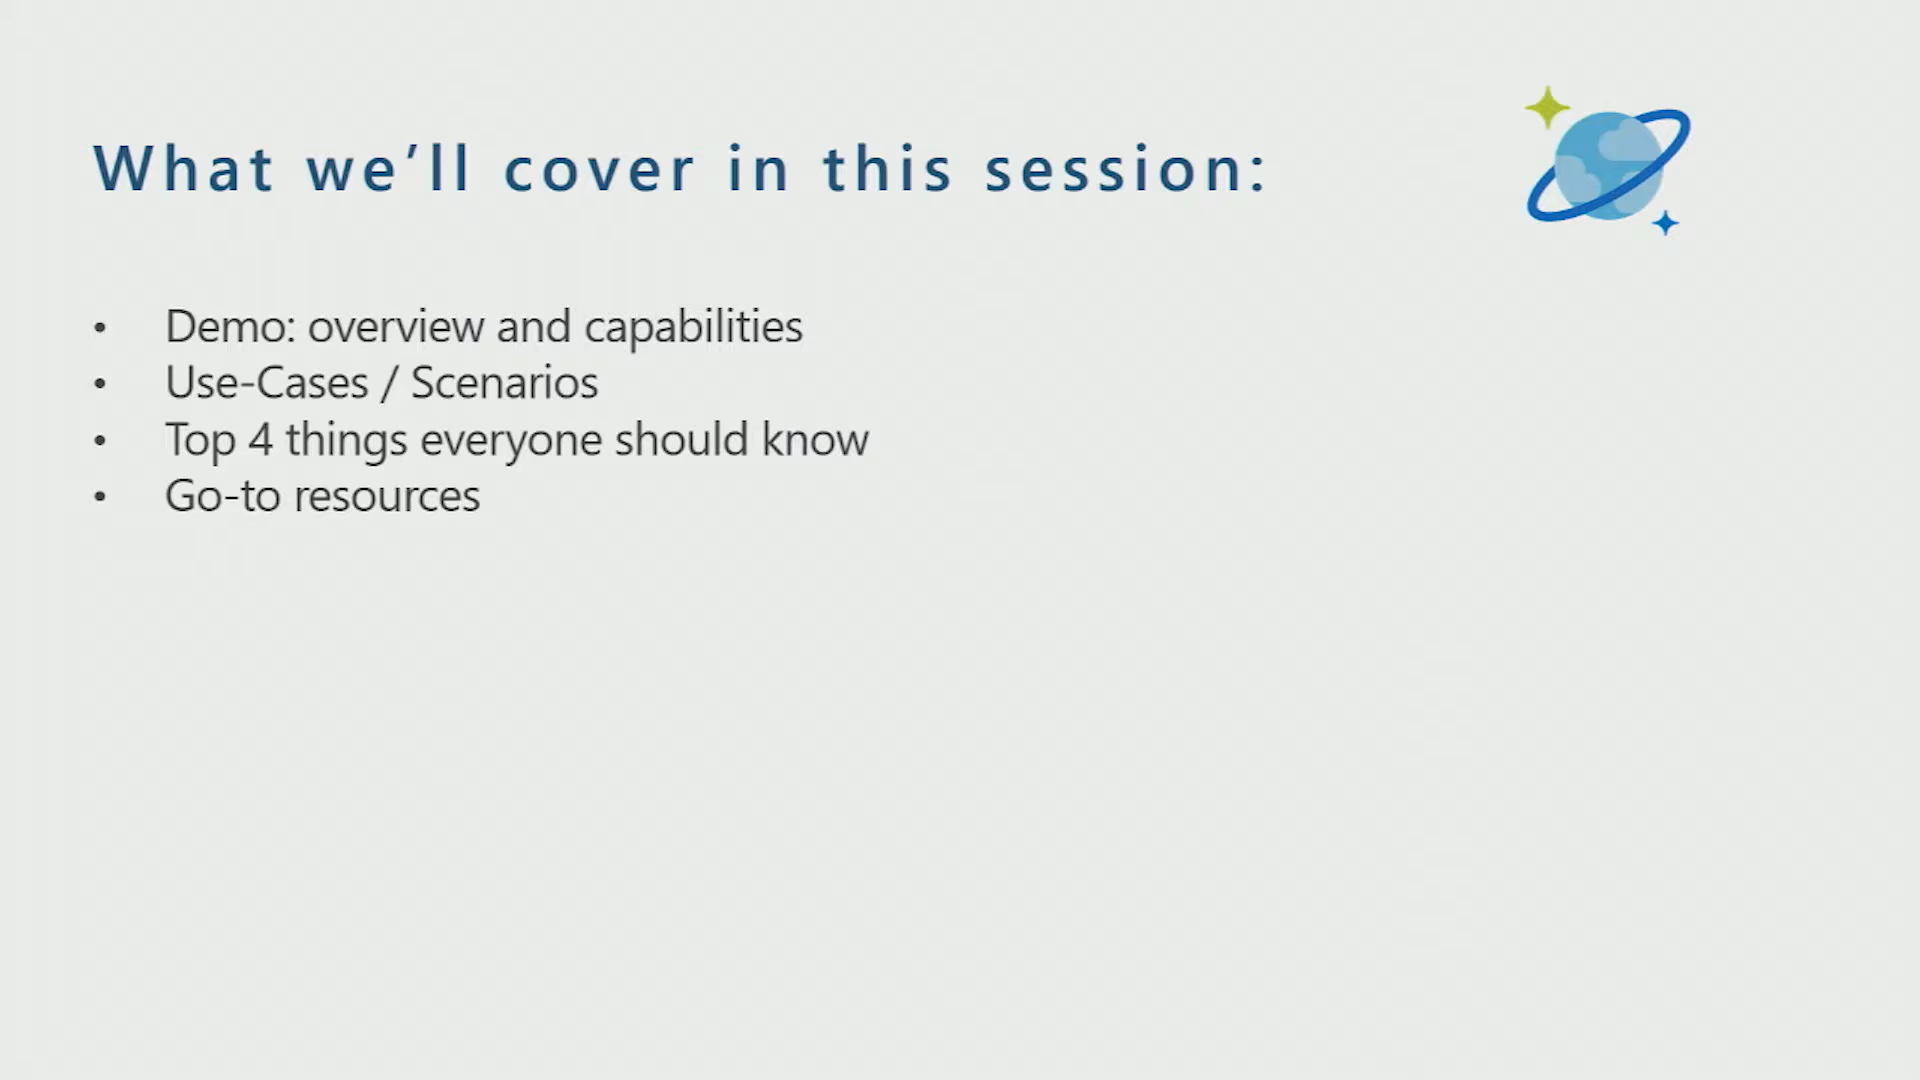 What we’ll cover in this session:
• Demo: overview and capabilities
• Use-Cases / Scenarios
• Top 4 things everyone should know
• Go-to resources